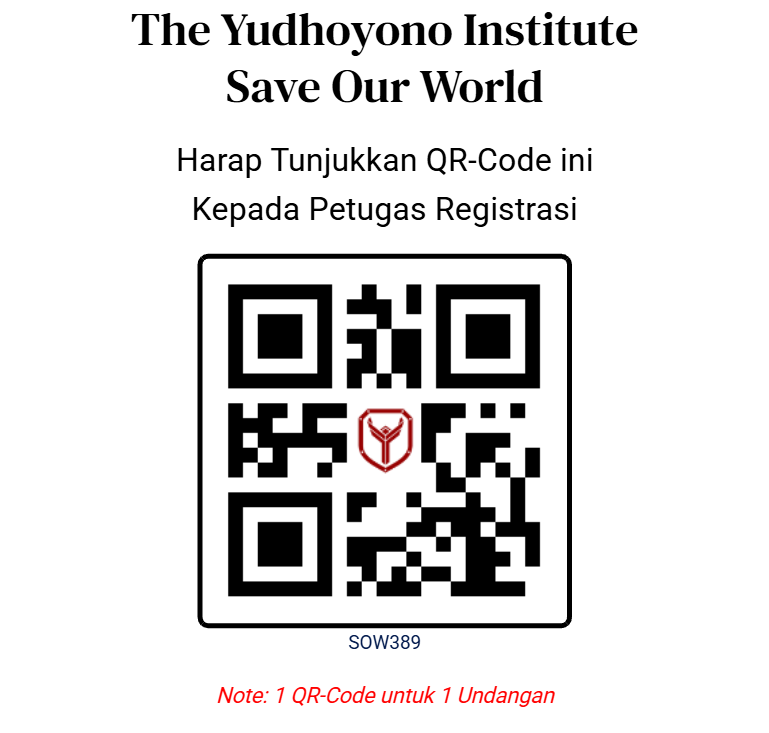 The Yudhoyono Institute
Save Our World
Harap Tunjukkan QR-Code ini
Kepada Petugas Registrasi
SOW389
Note: 1 QR-Code untuk 1 Undangan